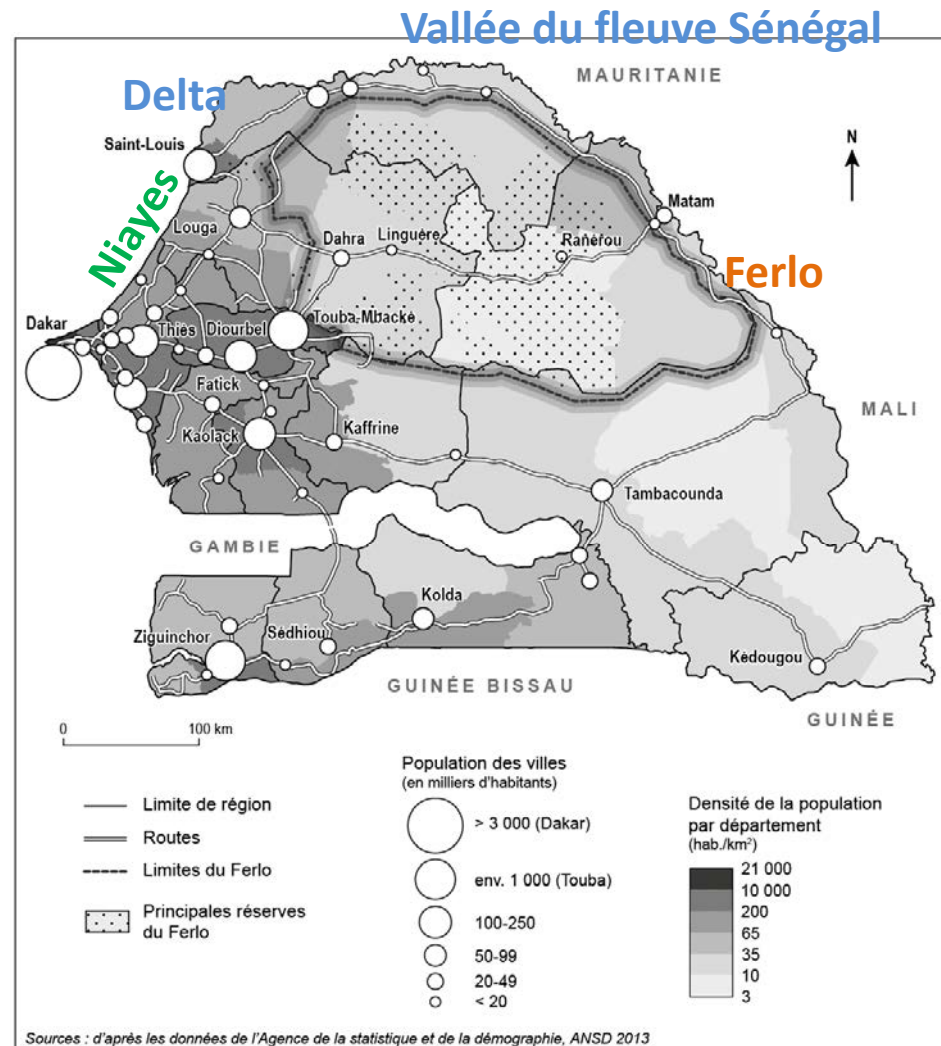 Vallée du fleuve Sénégal
MAURITANIE
Delta
Saint-Louis
N
Niayes
Matam
Louga
Dahra
Linguère
Ranérou
Ferlo
Dakar
Thiès
Diourbel
Touba-Mbacké
Fatick
MALI
Kaolack
Kaffrine
Tambacounda
GAMBIE
Kolda
Ziguinchor
Sédhiou
Kédougou
GUINÉE BISSAU
GUINÉE
0 100 km
Population des villes
(en milliers d'habitants)
> 3 000 (Dakar)
env. 1 000 (Touba)
100-250
50-99
20-49
< 20
Limite de région
Routes
Limites du Ferlo
Principales réserves
du Ferlo
Densité de la population
par département
(hab./km²)
21 000
10 000
200
65
35
10
3
Sources : d'après les données de l'Agence de la statistique et de la démographie, ANSD 2013